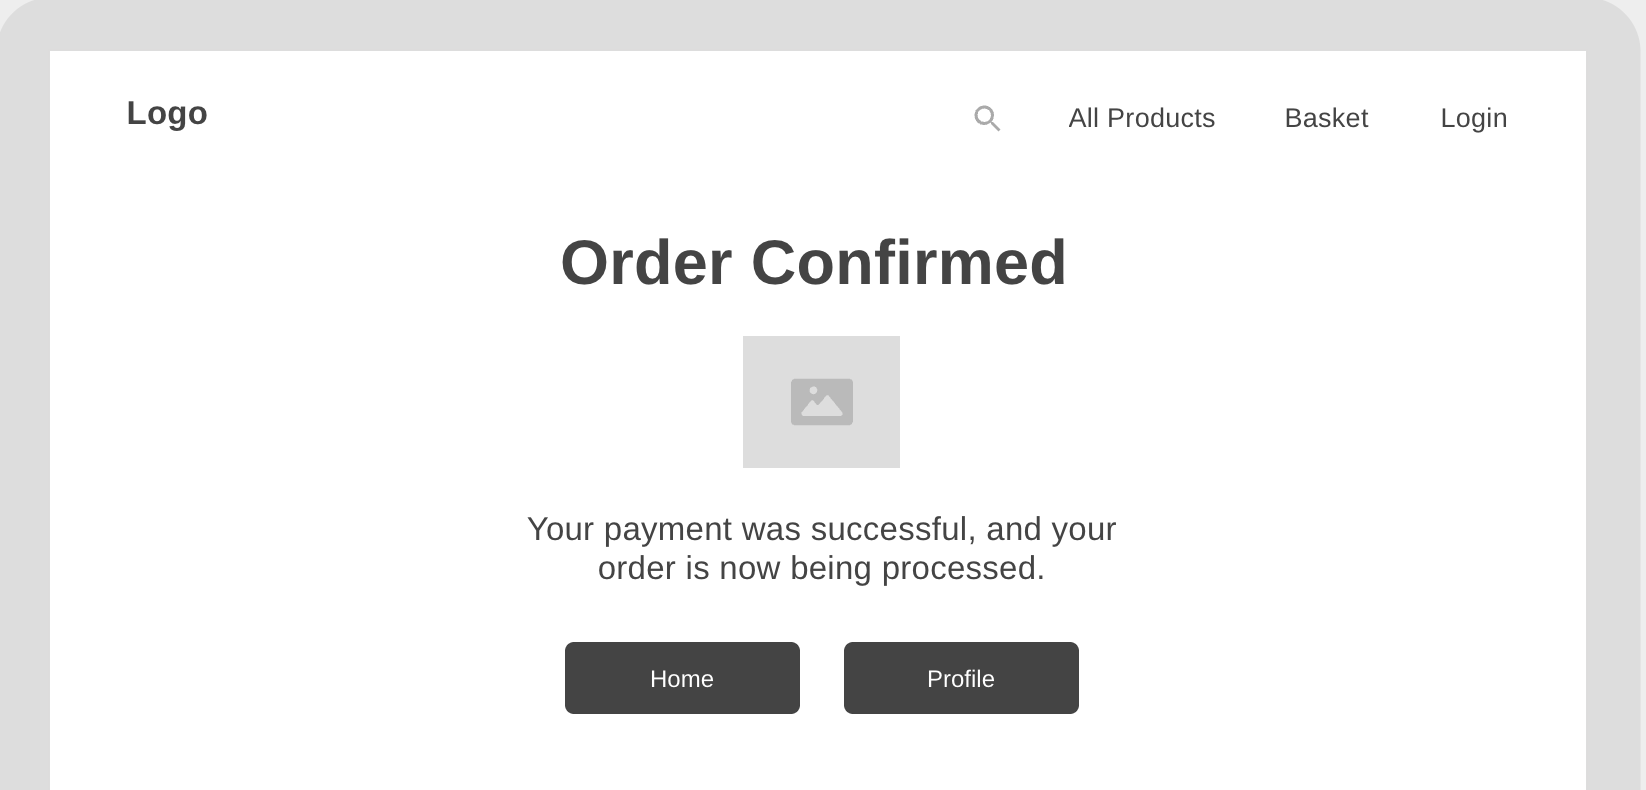 Logo
All Products Basket Login
Order Confirmed
Your payment was successful, and your
order is now being processed.
Home Profile